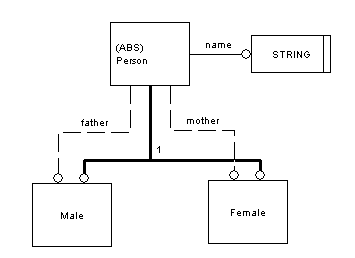 (ABS)
Person
name
STRING
father
mother
1
Male
Female